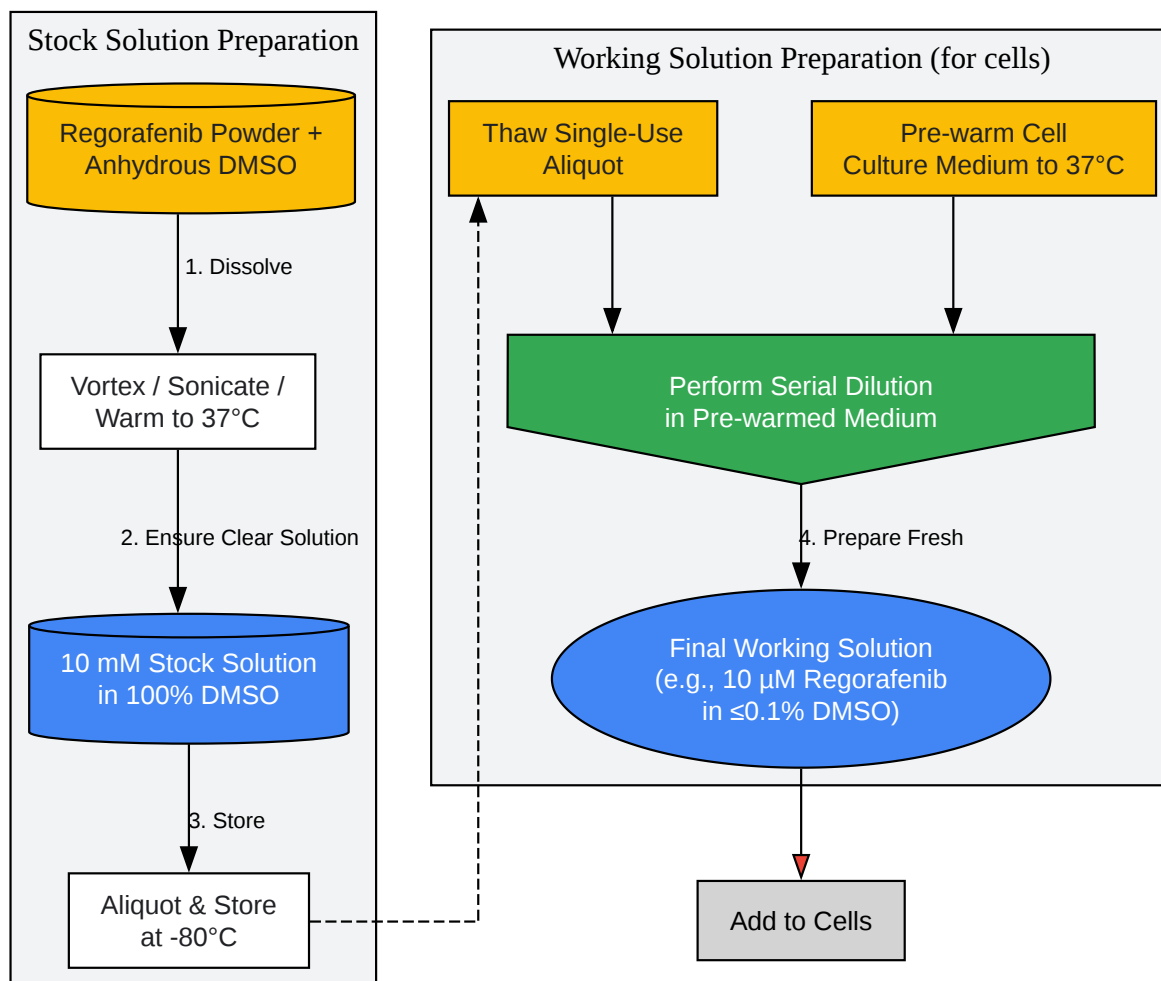 Stock Solution Preparation
Regorafenib Powder +
Anhydrous DMSO
1. Dissolve
Vortex / Sonicate /
Warm to 37°C
2. Ensure Clear Solution
10 mM Stock Solution
in 100% DMSO
3. Store
Aliquot & Store
at -80°C
Working Solution Preparation (for cells)
Thaw Single-Use
Aliquot
Pre-warm Cell
Culture Medium to 37°C
Perform Serial Dilution
in Pre-warmed Medium
4. Prepare Fresh
Final Working Solution
(e.g., 10 µM Regorafenib
in ≤0.1% DMSO)
Add to Cells